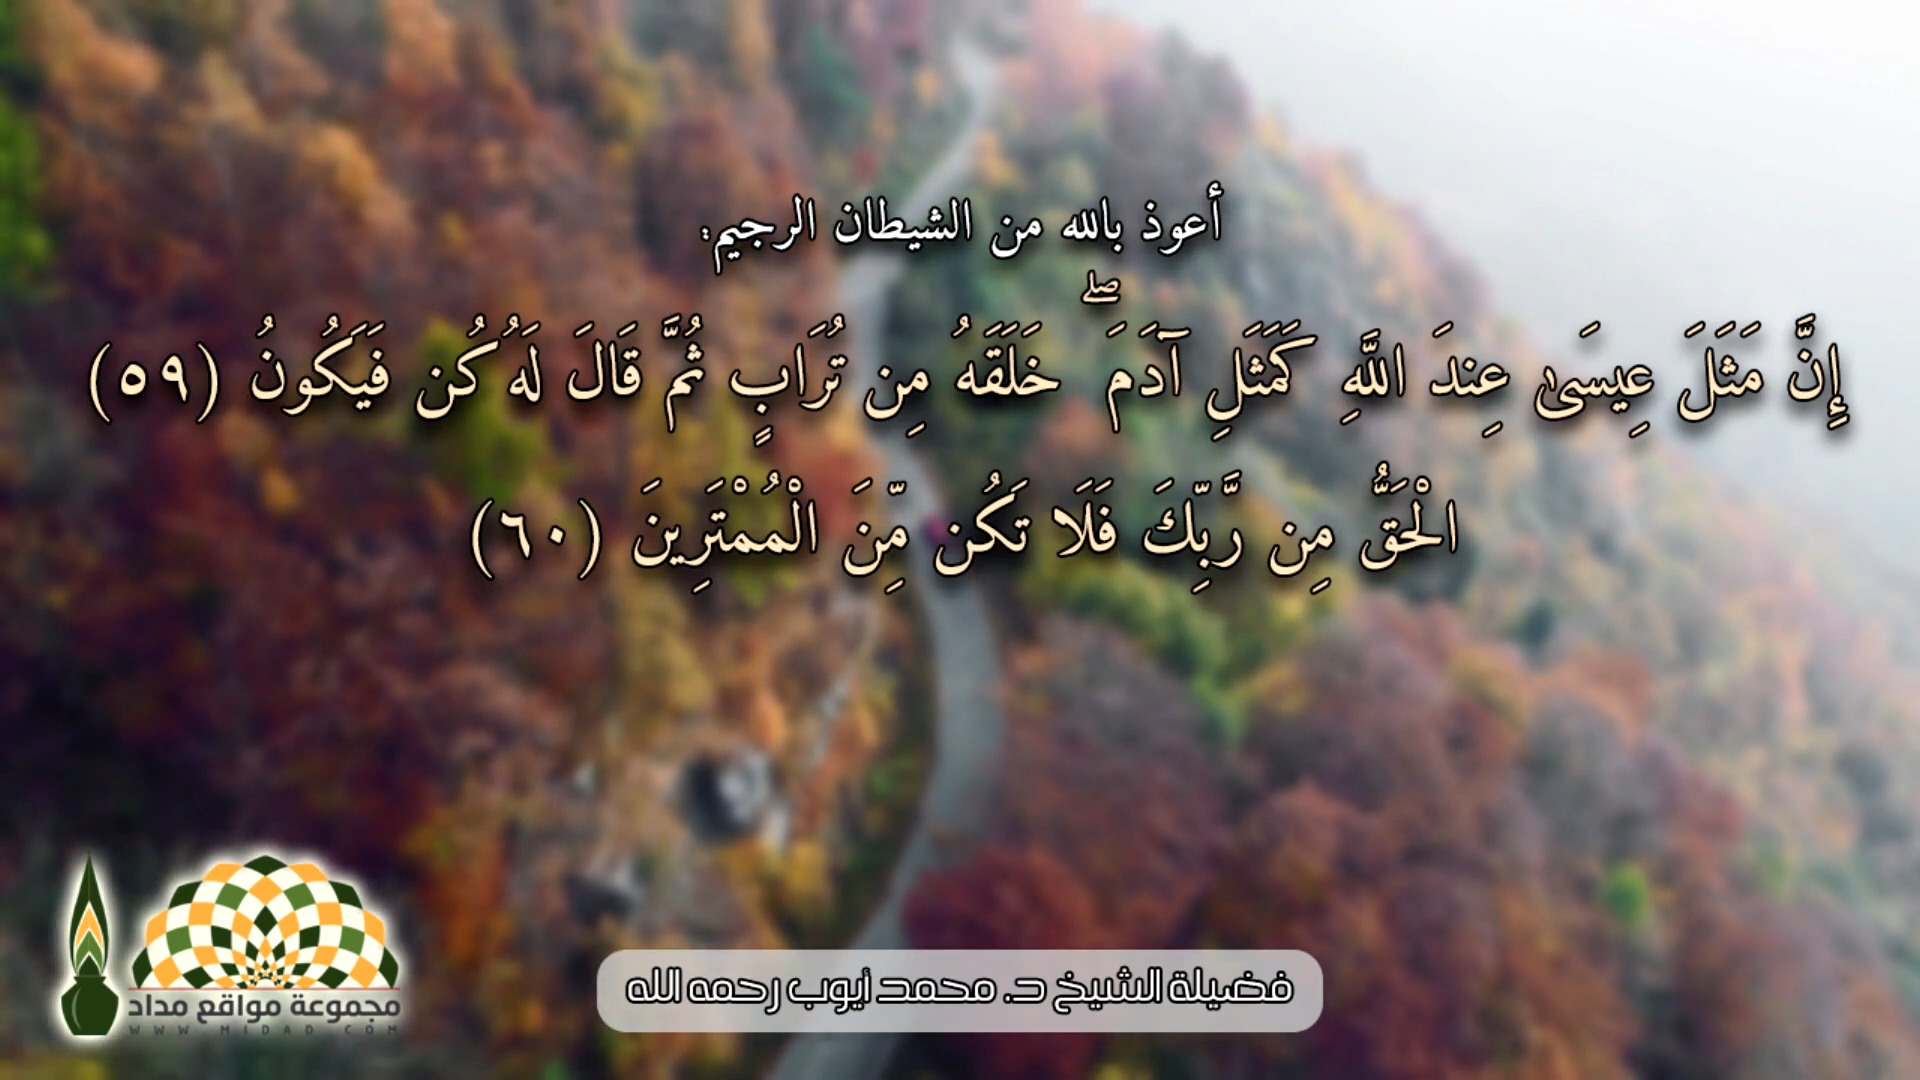 أعوذ بالله من الشيطان الرجيم:
إِنَّ مَثَلَ عِيسَىٰ عِندَ اللَّهِ كَمَثَلِ آدَمَ ۖ خَلَقَهُ مِن تُرَابٍ ثُمَّ قَالَ لَهُ كُن فَيَكُونُ (٥٩)
الْحَقُّ مِن رَّبِّكَ فَلَا تَكُن مِّنَ الْمُمْتَرِينَ (٦٠)
فضيلة الشيخ د. محمد أيوب رحمه الله
مجموعة مواقع مداد
WWW.MIDAD.COM